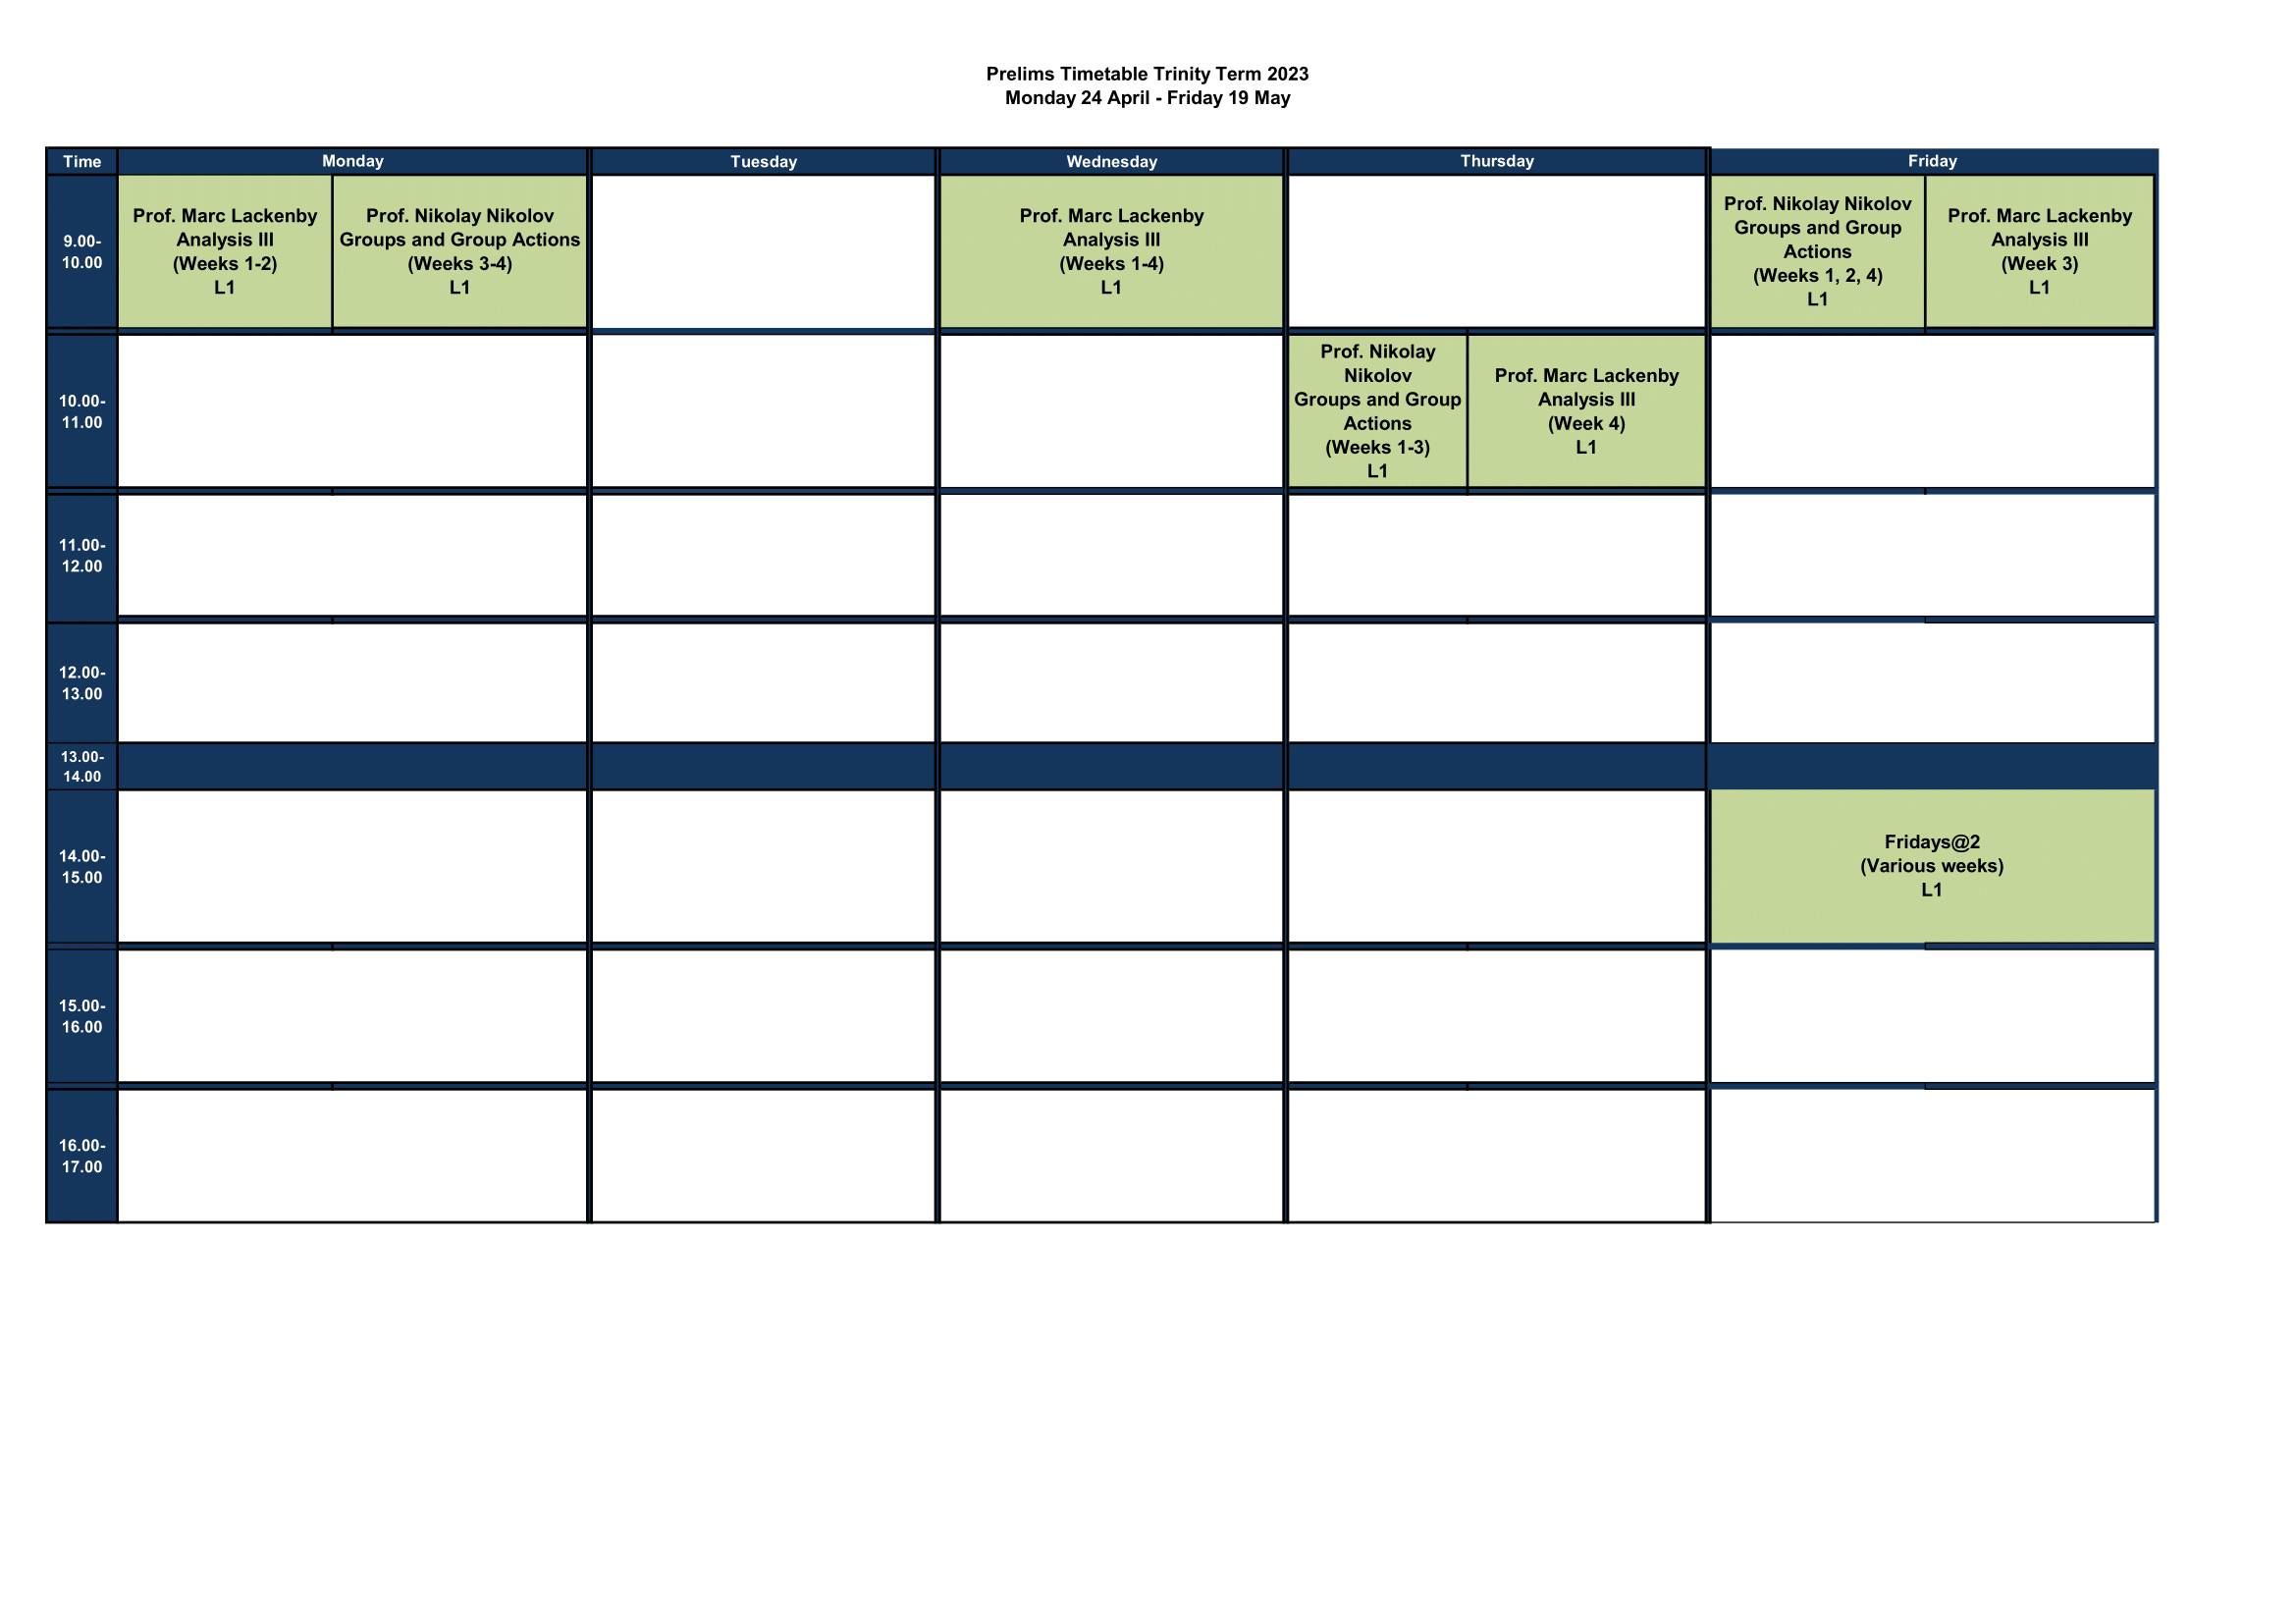 Prelims Timetable Trinity Term 2023
Monday 24 April - Friday 19 May
Time
Monday
Tuesday
Wednesday
Thursday
Friday
9.00-
10.00
Prof. Marc Lackenby
Analysis III
(Weeks 1-2)
L1
Prof. Nikolay Nikolov
Groups and Group Actions
(Weeks 3-4)
L1
Prof. Marc Lackenby
Analysis III
(Weeks 1-4)
L1
Prof. Nikolay Nikolov
Groups and Group
Actions
(Weeks 1, 2, 4)
L1
Prof. Marc Lackenby
Analysis III
(Week 3)
L1
10.00-
11.00
Prof. Nikolay
Nikolov
Groups and Group
Actions
(Weeks 1-3)
L1
Prof. Marc Lackenby
Analysis III
(Week 4)
L1
11.00-
12.00
12.00-
13.00
13.00-
14.00
14.00-
15.00
Fridays@2
(Various weeks)
L1
15.00-
16.00
16.00-
17.00